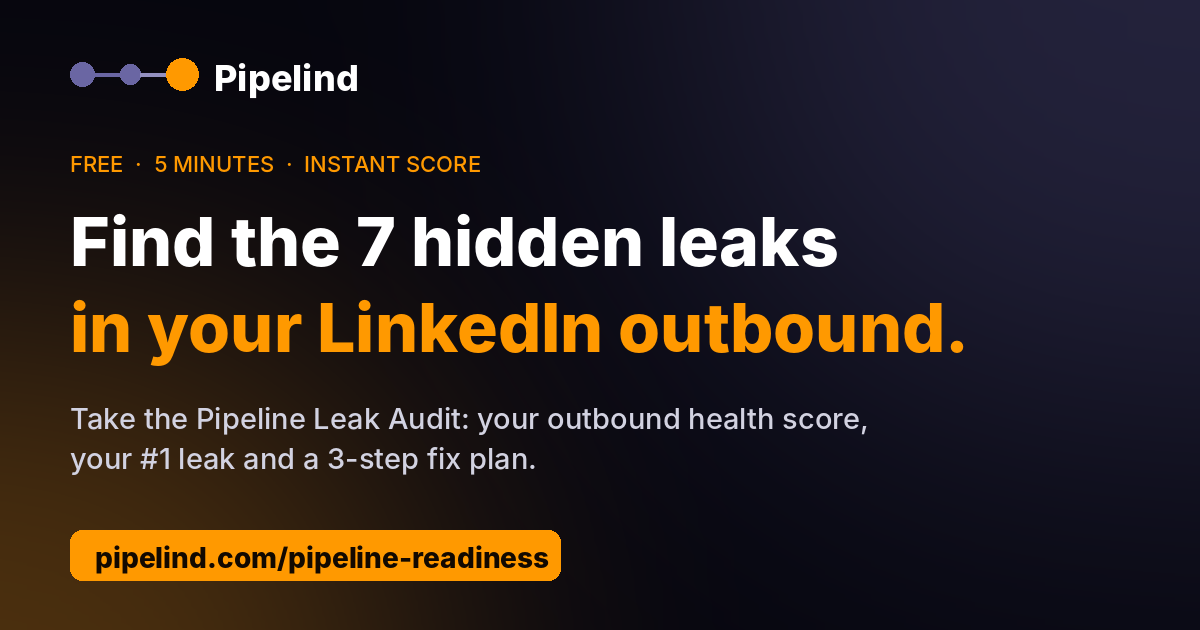 Pipelind
FREE · 5 MINUTES · INSTANT SCORE
Find the 7 hidden leaks
in your LinkedIn outbound.
Take the Pipeline Leak Audit: your outbound health score,
your #1 leak and a 3-step fix plan.
pipelind.com/pipeline-readiness